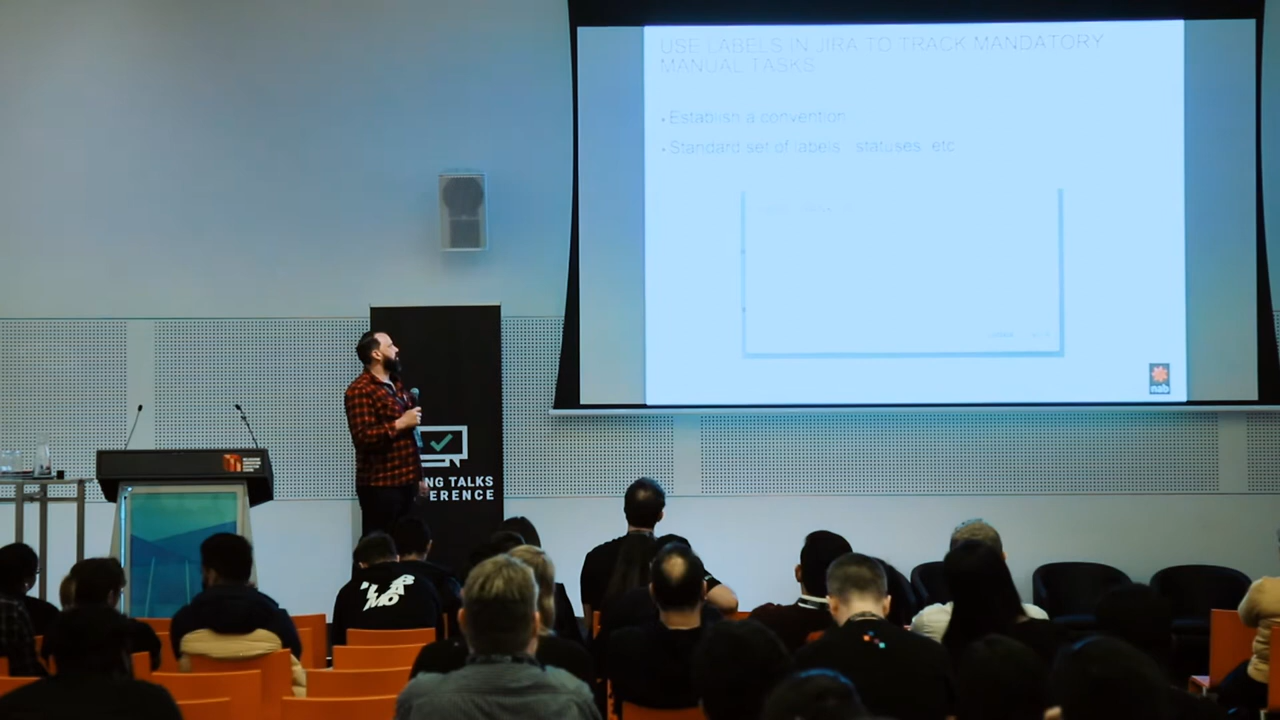 USE LABELS IN JIRA TO TRACK MANDATORY
MANUAL TASKS
• Establish a convention
• Standard set of labels statuses etc
nab
NG TALKS
ERENCE